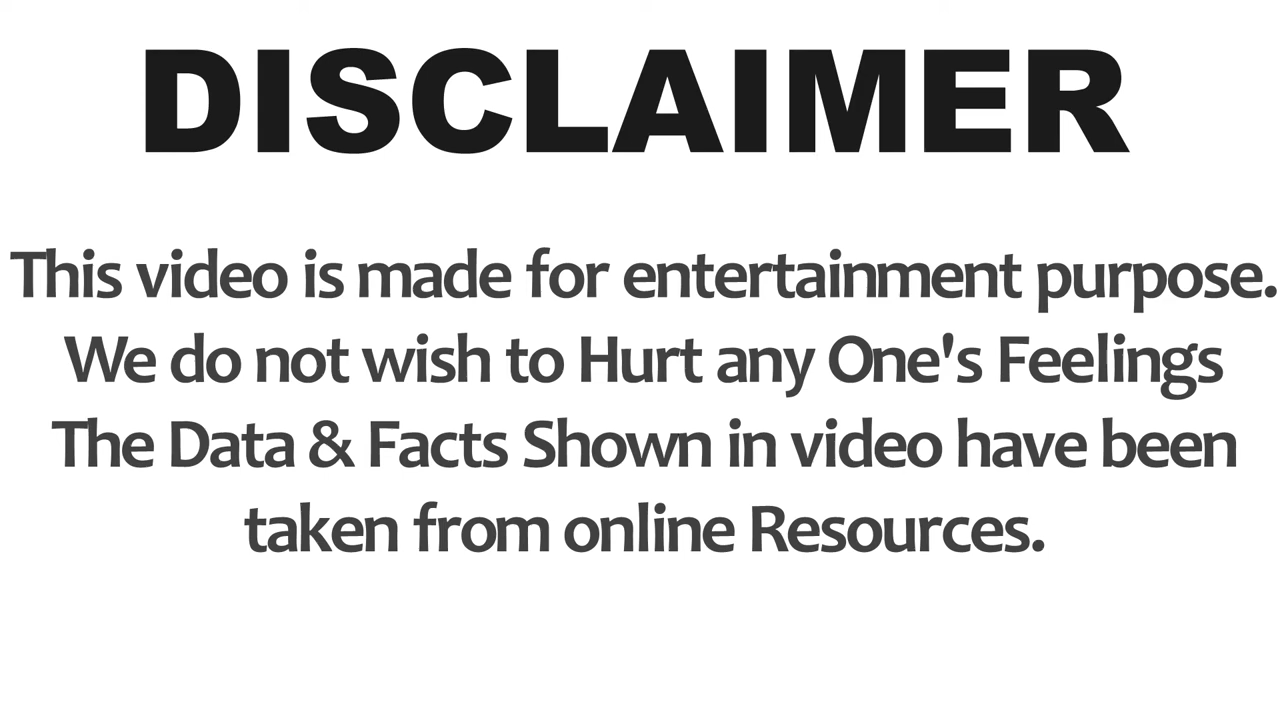 DISCLAIMER
This video is made for entertainment purpose.
We do not wish to Hurt any One's Feelings
The Data & Facts Shown in video have been
taken from online Resources.